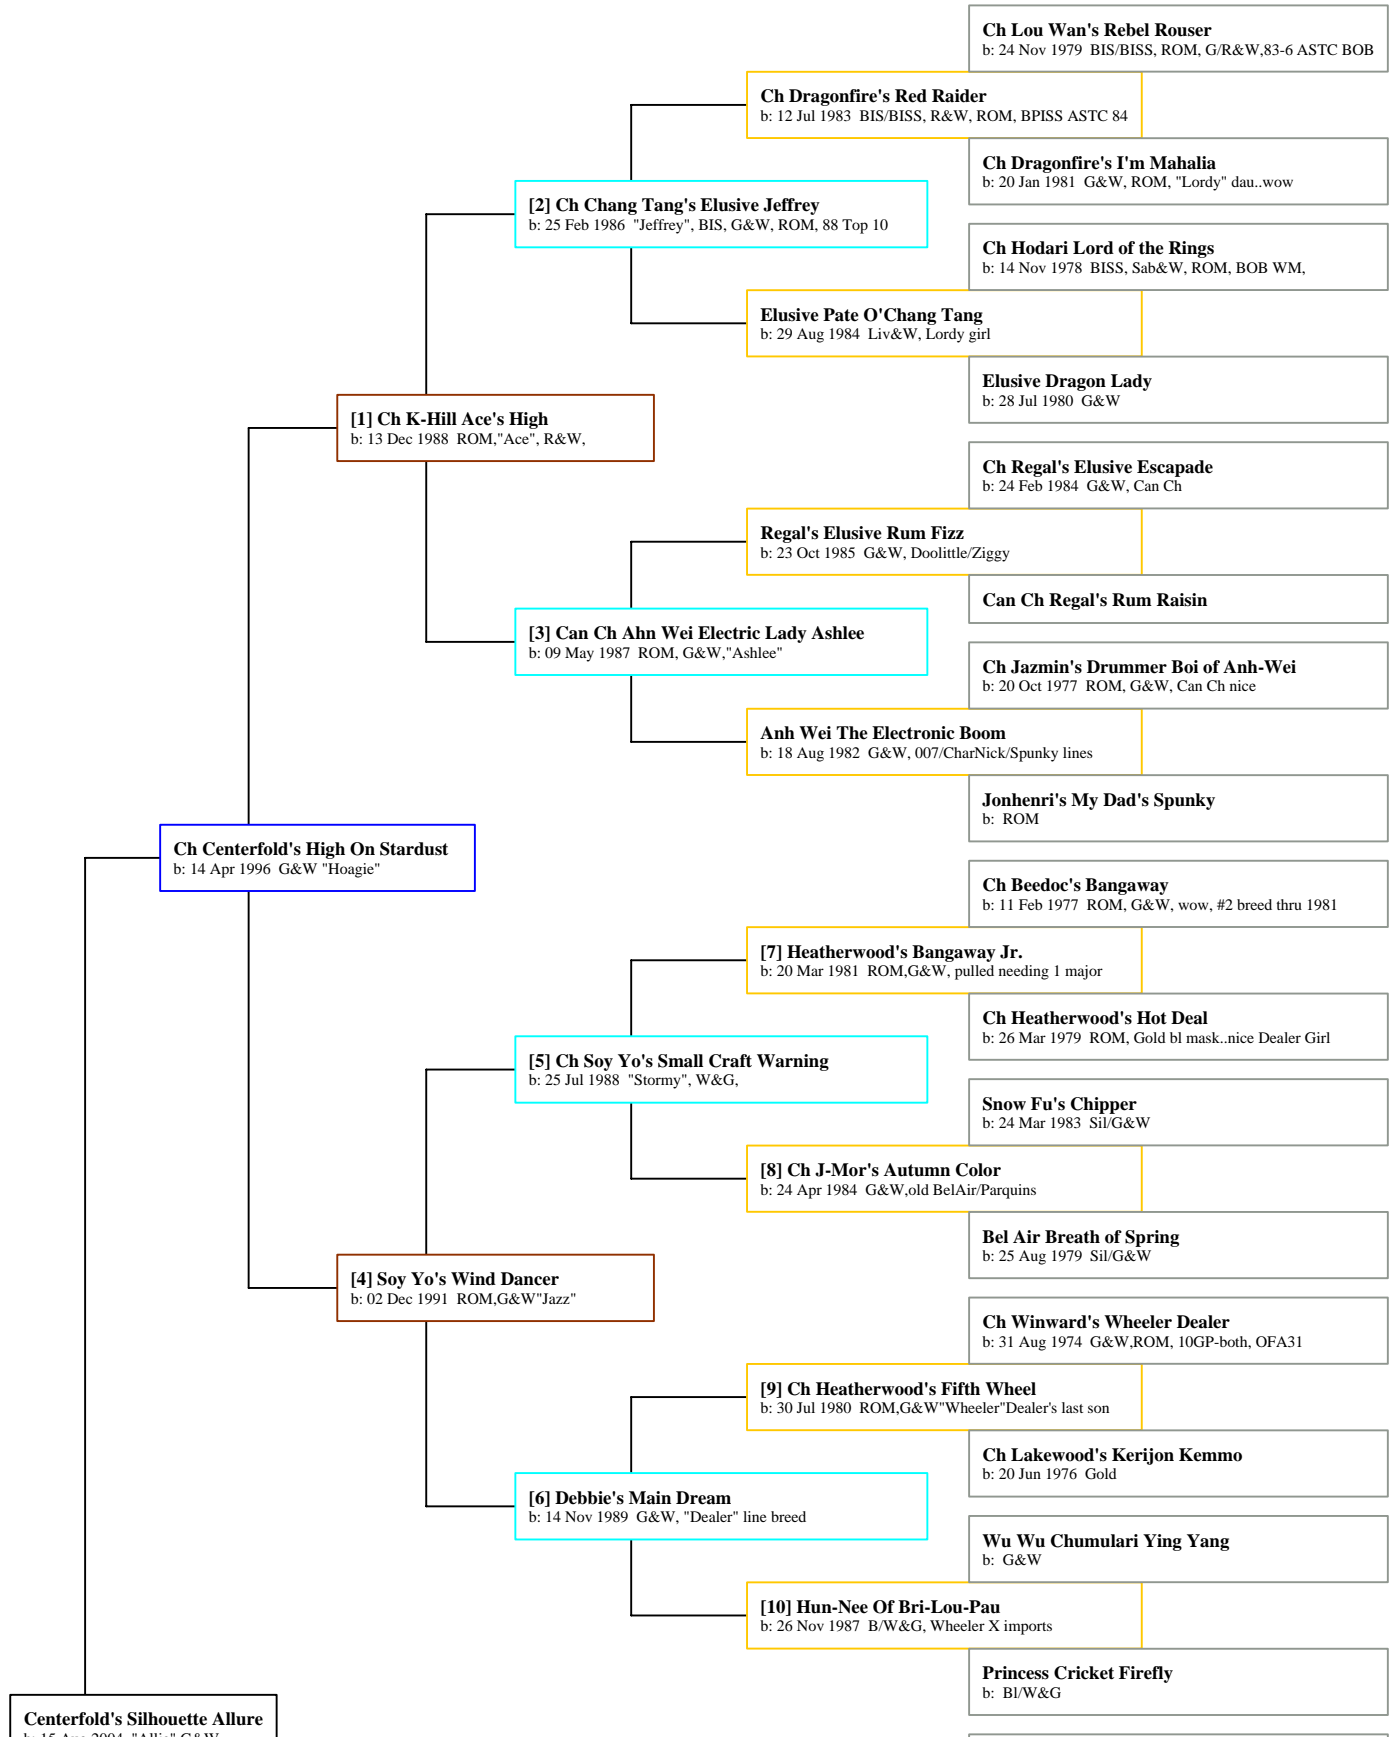 Ch Lou Wan's Rebel Rouser
b: 24 Nov 1979 BIS/BISS, ROM, G/R&W,83-6 ASTC BOB
Ch Dragonfire's Red Raider
b: 12 Jul 1983 BIS/BISS, R&W, ROM, BPISS ASTC 84
Ch Dragonfire's I'm Mahalia
b: 20 Jan 1981 G&W, ROM, "Lordy" dau..wow
[2] Ch Chang Tang's Elusive Jeffrey
b: 25 Feb 1986 "Jeffrey", BIS, G&W, ROM, 88 Top 10
Ch Hodari Lord of the Rings
b: 14 Nov 1978 BISS, Sab&W, ROM, BOB WM,
Elusive Pate O'Chang Tang
b: 29 Aug 1984 Liv&W, Lordy girl
Elusive Dragon Lady
b: 28 Jul 1980 G&W
[1] Ch K-Hill Ace's High
b: 13 Dec 1988 ROM,"Ace", R&W,
Ch Regal's Elusive Escapade
b: 24 Feb 1984 G&W, Can Ch
Regal's Elusive Rum Fizz
b: 23 Oct 1985 G&W, Doolittle/Ziggy
Can Ch Regal's Rum Raisin
[3] Can Ch Ahn Wei Electric Lady Ashlee
b: 09 May 1987 ROM, G&W,"Ashlee"
Ch Jazmin's Drummer Boi of Anh-Wei
b: 20 Oct 1977 ROM, G&W, Can Ch nice
Anh Wei The Electronic Boom
b: 18 Aug 1982 G&W, 007/CharNick/Spunky lines
Jonhenri's My Dad's Spunky
b: ROM
Ch Centerfold's High On Stardust
b: 14 Apr 1996 G&W "Hoagie"
Ch Beedoc's Bangaway
b: 11 Feb 1977 ROM, G&W, wow, #2 breed thru 1981
[7] Heatherwood's Bangaway Jr.
b: 20 Mar 1981 ROM,G&W, pulled needing 1 major
Ch Heatherwood's Hot Deal
b: 26 Mar 1979 ROM, Gold bl mask..nice Dealer Girl
[5] Ch Soy Yo's Small Craft Warning
b: 25 Jul 1988 "Stormy", W&G,
Snow Fu's Chipper
b: 24 Mar 1983 Sil/G&W
[8] Ch J-Mor's Autumn Color
b: 24 Apr 1984 G&W,old BelAir/Parquins
Bel Air Breath of Spring
b: 25 Aug 1979 Sil/G&W
[4] Soy Yo's Wind Dancer
b: 02 Dec 1991 ROM,G&W"Jazz"
Ch Winward's Wheeler Dealer
b: 31 Aug 1974 G&W,ROM, 10GP-both, OFA31
[9] Ch Heatherwood's Fifth Wheel
b: 30 Jul 1980 ROM,G&W"Wheeler"Dealer's last son
Ch Lakewood's Kerijon Kemmo
b: 20 Jun 1976 Gold
[6] Debbie's Main Dream
b: 14 Nov 1989 G&W, "Dealer" line breed
Wu Wu Chumulari Ying Yang
b: G&W
[10] Hun-Nee Of Bri-Lou-Pau
b: 26 Nov 1987 B/W&G, Wheeler X imports
Princess Cricket Firefly
b: Bl/W&G
Centerfold's Silhouette Allure
b: 15 Aug 2004 "Allie" G&W